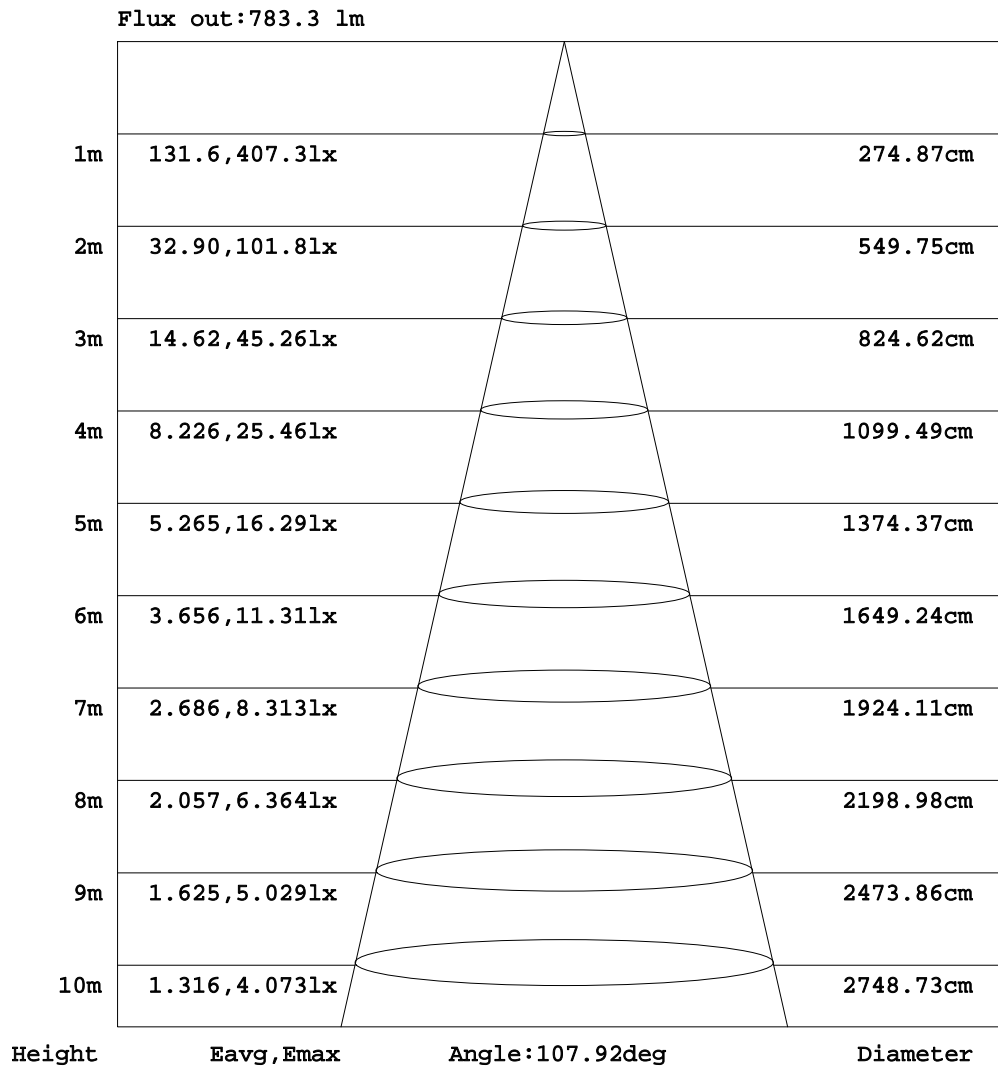 Flux out:783.3 lm
1m 131.6,407.3lx 274.87cm
2m 32.90,101.8lx 549.75cm
3m 14.62,45.26lx 824.62cm
4m 8.226,25.46lx 1099.49cm
5m 5.265,16.29lx 1374.37cm
6m 3.656,11.31lx 1649.24cm
7m 2.686,8.313lx 1924.11cm
8m 2.057,6.364lx 2198.98cm
9m 1.625,5.029lx 2473.86cm
10m 1.316,4.073lx 2748.73cm
Height Eavg,Emax Angle:107.92deg Diameter